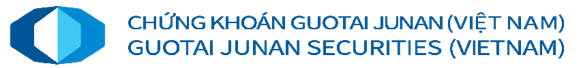 CHỨNG KHOÁN GUOTAI JUNAN (VIỆT NAM)
GUOTAI JUNAN SECURITIES (VIETNAM)